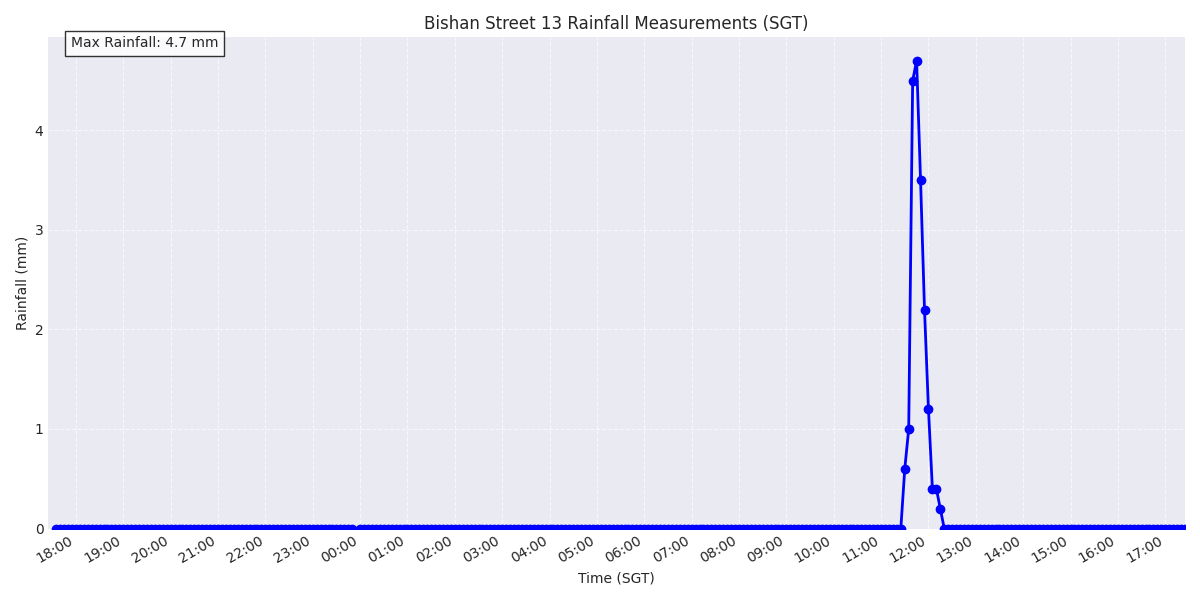 Bishan Street 13 Rainfall Measurements (SGT)
Max Rainfall: 4.7 mm
4
3
2
1
0
Rainfall (mm)
18:00 19:00 20:00 21:00 22:00 23:00 00:00 01:00 02:00 03:00 04:00 05:00 06:00 07:00 08:00 09:00 10:00 11:00 12:00 13:00 14:00 15:00 16:00 17:00
Time (SGT)